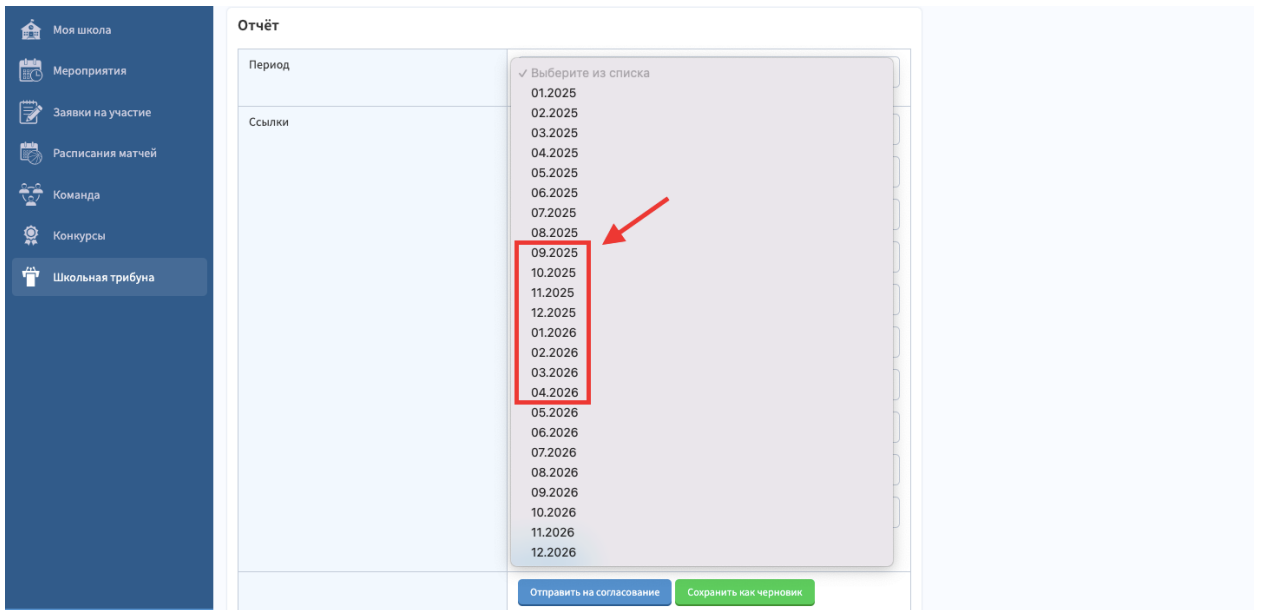 Моя школа
Мероприятия
Заявки на участие
Расписания матчей
Команда
Конкурсы
Школьная трибуна
Отчёт
Период
✓ Выберите из списка
01.2025
02.2025
03.2025
04.2025
05.2025
06.2025
07.2025
08.2025
09.2025
10.2025
11.2025
12.2025
01.2026
02.2026
03.2026
04.2026
05.2026
06.2026
07.2026
08.2026
09.2026
10.2026
11.2026
12.2026
Ссылки
Отправить на согласование
Сохранить как черновик